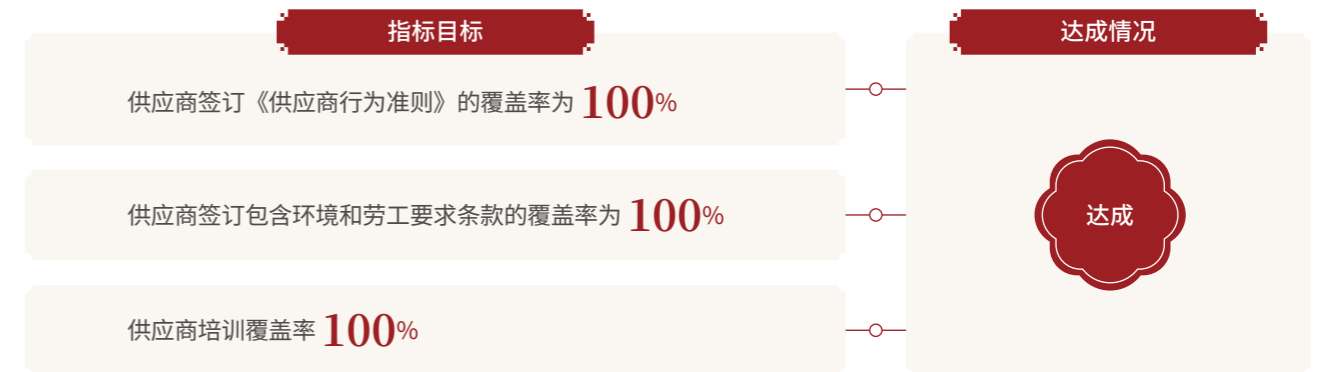 指标目标
达成情况
供应商签订《供应商行为准则》的覆盖率为 100%
供应商签订包含环境和劳工要求条款的覆盖率为 100%
供应商培训覆盖率 100%
达成